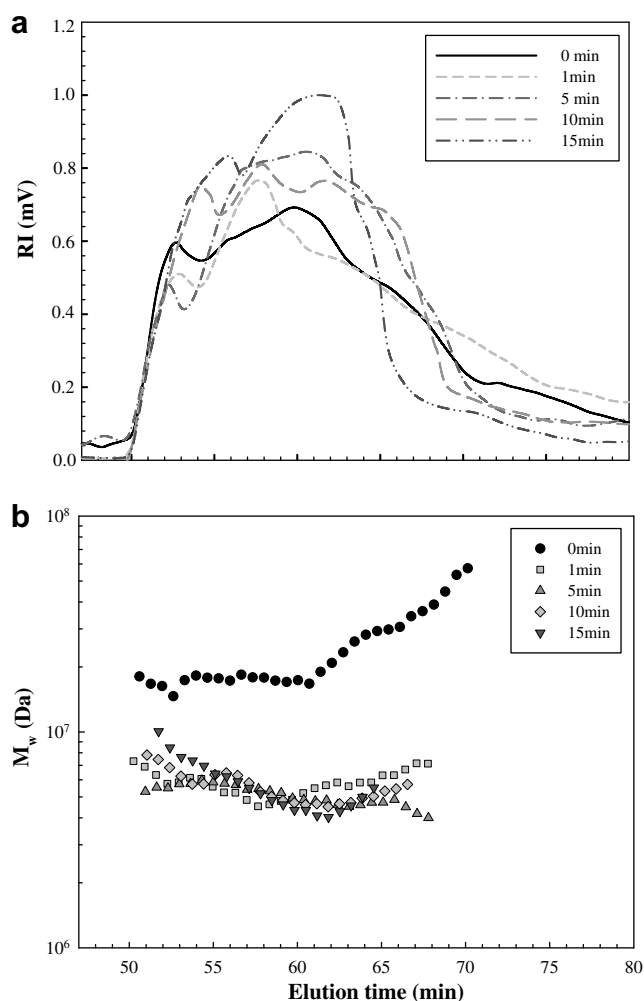 a
0 min
1min
5 min
10min
15min
1.0
0.8
0.6
0.4
0.2
0.0
RI (mV)
b
10⁸
10⁷
10⁶
M_w (Da)
0min
1min
5min
10min
15min
50 55 60 65 70 75 80
Elution time (min)